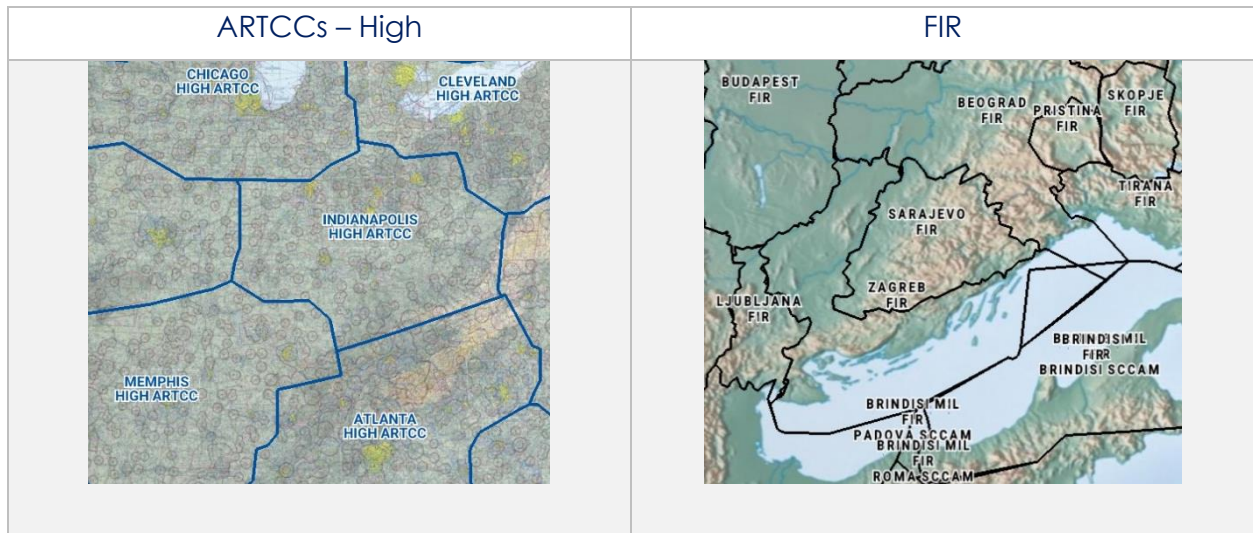 ARTCCs – High
FIR
CHICAGO
HIGH ARTCC
CLEVELAND
HIGH ARTCC
INDIANAPOLIS
HIGH ARTCC
MEMPHIS
HIGH ARTCC
ATLANTA
HIGH ARTCC
BUDAPEST
FIR
BEOGRAD
FIR
PRISTINA
FIR
SKOPJE
FIR
TIRANA
FIR
SARAJEVO
FIR
ZAGREB
FIR
LJUBLJANA
FIR
FIR
BRINDISI SCCAM
BRINDISI MIL
FIR
PADOVA SCCAM
BRINDISI MIL
FIR
ROMA SCCAM